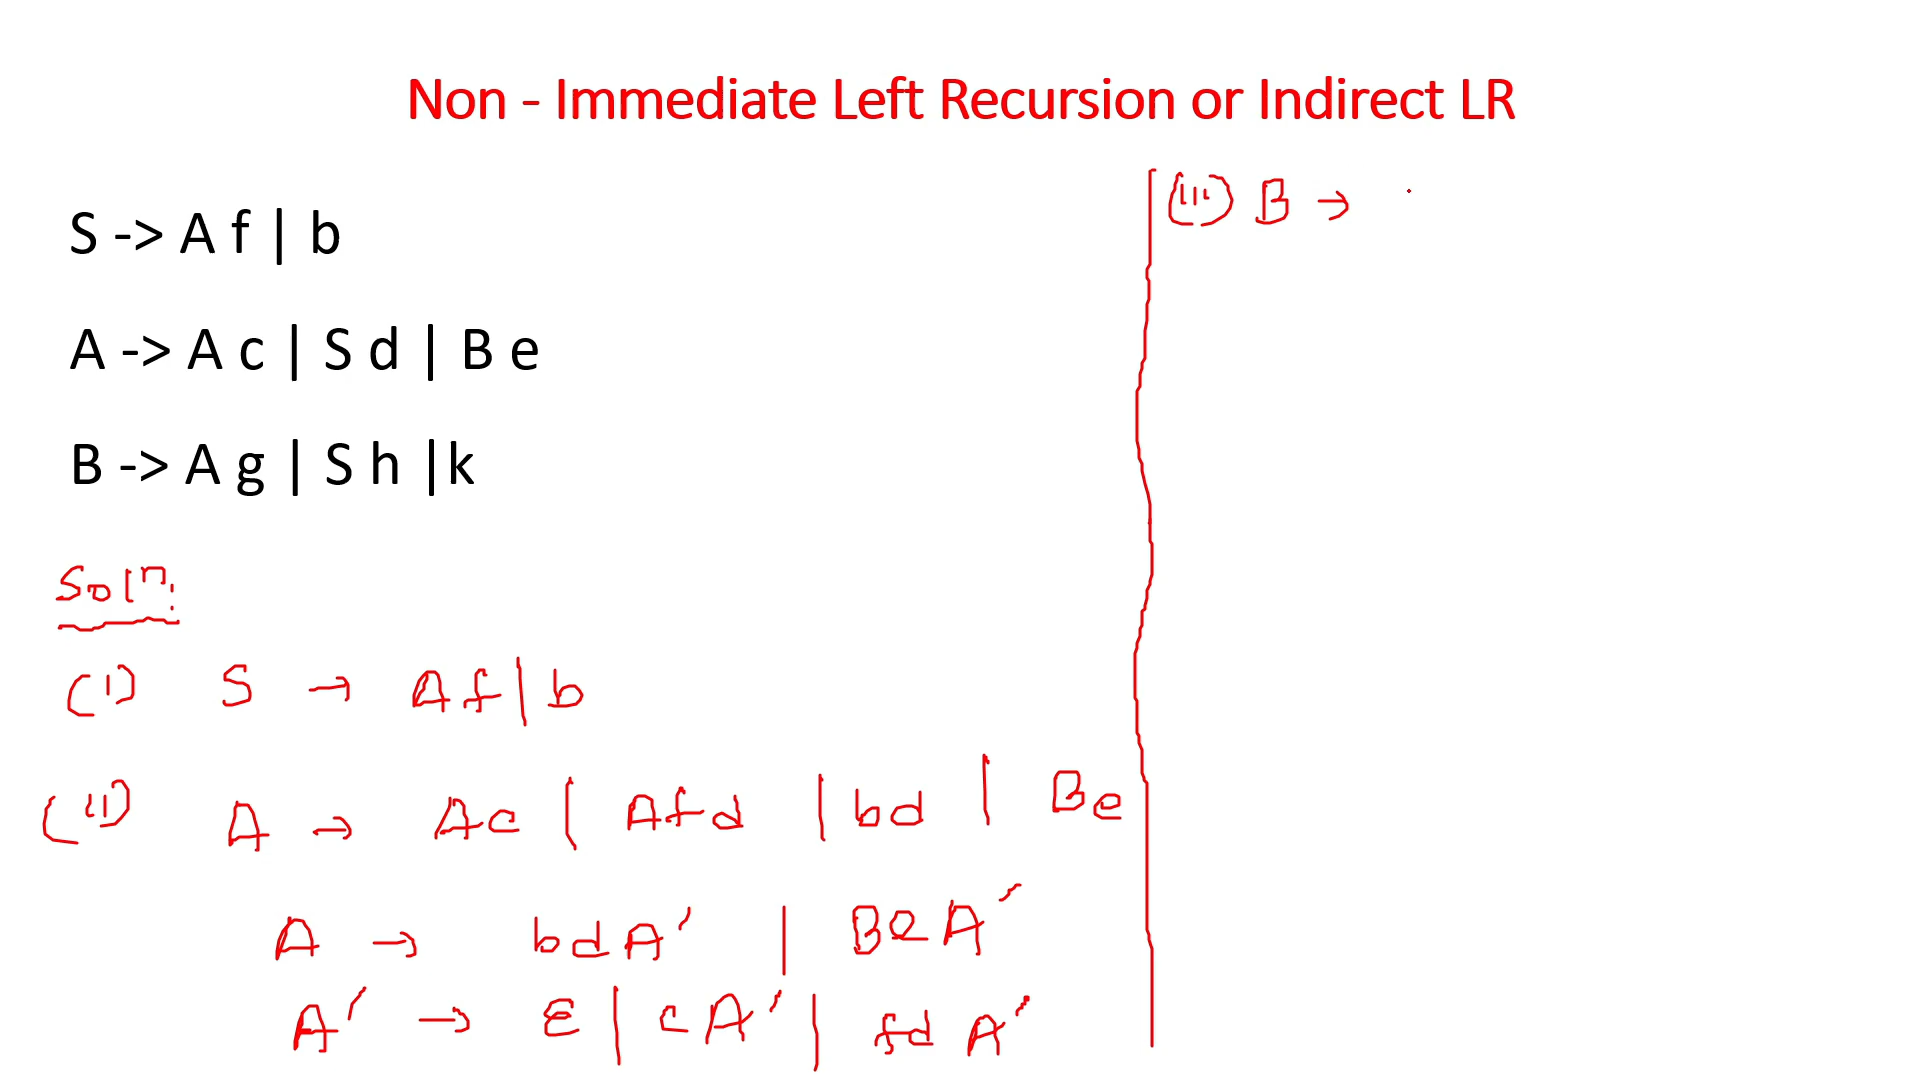 Non - Immediate Left Recursion or Indirect LR
S -> A f | b
A -> A c | S d | B e
B -> A g | S h |k
Soln:
(i) S → Af | b
(ii) A → Ac | Afd | bd | Be
A → bdA' | BeA'
A' → ε | cA' | fdA'
(iii) B →